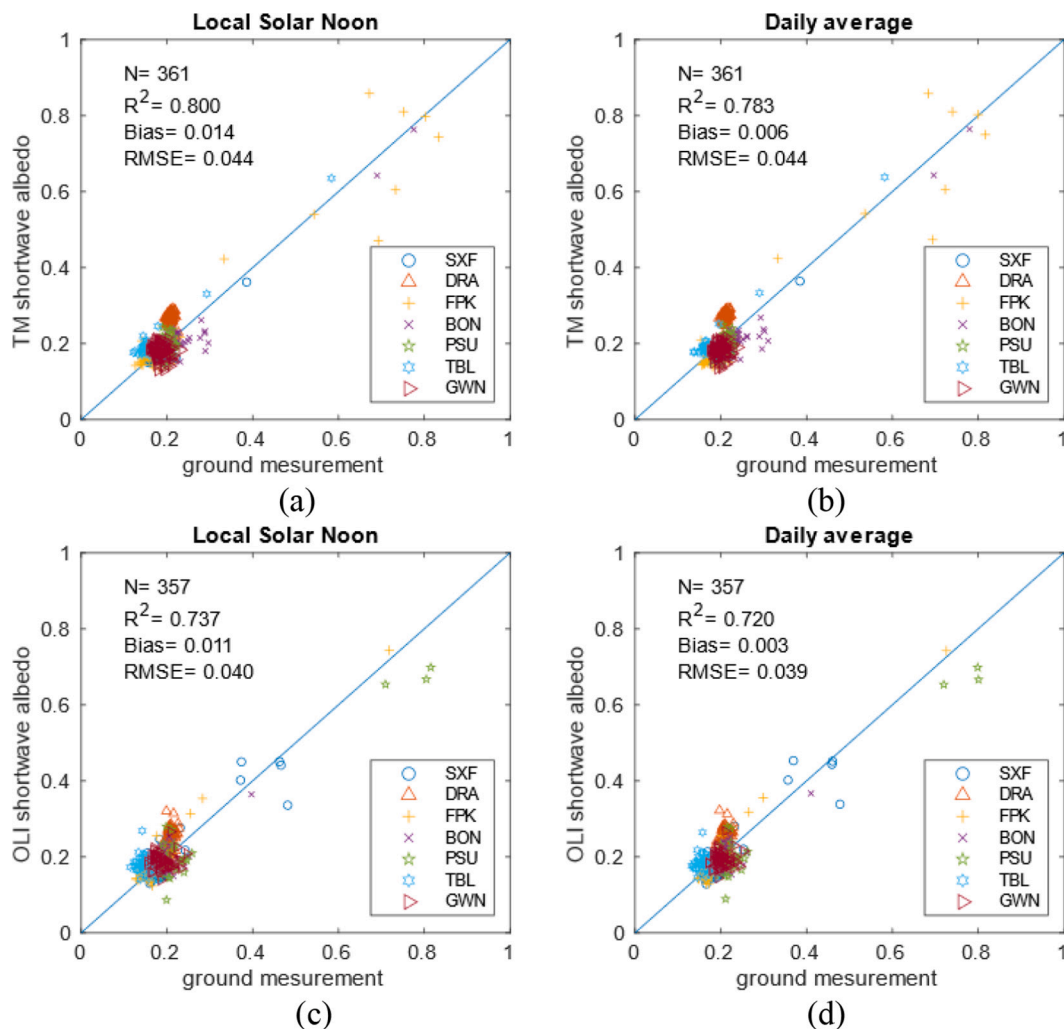 Local Solar Noon
N= 361
R²= 0.800
Bias= 0.014
RMSE= 0.044
TM shortwave albedo
1
0.8
0.6
0.4
0.2
0
SXF
DRA
FPK
BON
PSU
TBL
GWN
0 0.2 0.4 0.6 0.8 1
ground mesurement
(a)
Daily average
N= 361
R²= 0.783
Bias= 0.006
RMSE= 0.044
TM shortwave albedo
1
0.8
0.6
0.4
0.2
0
SXF
DRA
FPK
BON
PSU
TBL
GWN
0 0.2 0.4 0.6 0.8 1
ground mesurement
(b)
Local Solar Noon
N= 357
R²= 0.737
Bias= 0.011
RMSE= 0.040
OLI shortwave albedo
1
0.8
0.6
0.4
0.2
0
SXF
DRA
FPK
BON
PSU
TBL
GWN
0 0.2 0.4 0.6 0.8 1
ground mesurement
(c)
Daily average
N= 357
R²= 0.720
Bias= 0.003
RMSE= 0.039
OLI shortwave albedo
1
0.8
0.6
0.4
0.2
0
SXF
DRA
FPK
BON
PSU
TBL
GWN
0 0.2 0.4 0.6 0.8 1
ground mesurement
(d)